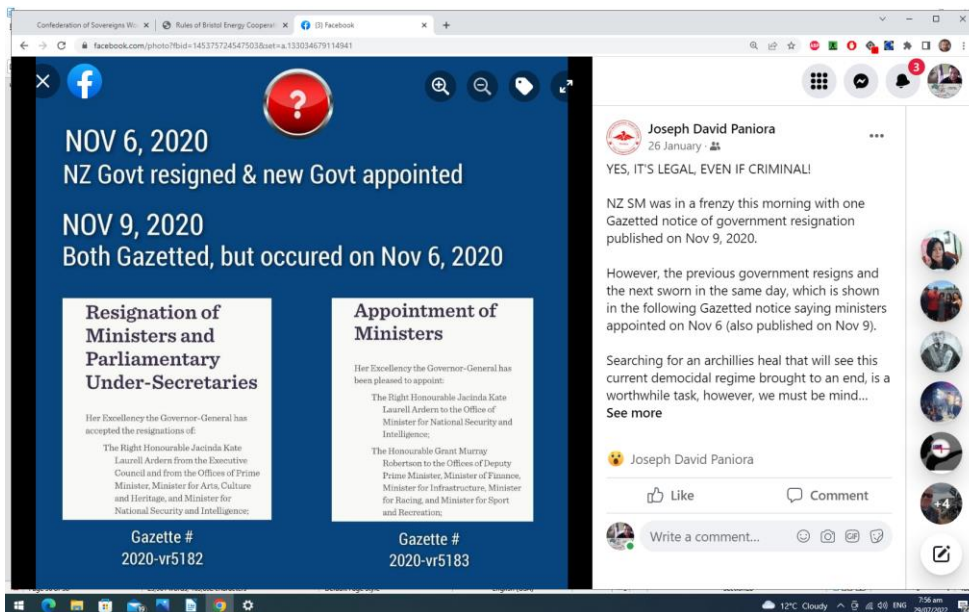 Confederation of Sovereigns Wo
Rules of Bristol Energy Cooperati
(3) Facebook
facebook.com/photo?fbid=145375724547503&set=a.133034679114941
?
NOV 6, 2020
NZ Govt resigned & new Govt appointed
NOV 9, 2020
Both Gazetted, but occured on Nov 6, 2020
Resignation of
Ministers and
Parliamentary
Under-Secretaries
Her Excellency the Governor-General has
accepted the resignations of:
The Right Honourable Jacinda Kate
Laurell Ardern from the Executive
Council and from the Offices of Prime
Minister, Minister for Arts, Culture
and Heritage, and Minister for
National Security and Intelligence;
Gazette #
2020-vr5182
Appointment of
Ministers
Her Excellency the Governor-General has
been pleased to appoint:
The Right Honourable Jacinda Kate
Laurell Ardern to the Office of
Minister for National Security and
Intelligence;
The Honourable Grant Murray
Robertson to the Offices of Deputy
Prime Minister, Minister of Finance,
Minister for Infrastructure, Minister
for Racing, and Minister for Sport
and Recreation;
Gazette #
2020-vr5183
3
Joseph David Paniora
26 January ·
YES, IT'S LEGAL, EVEN IF CRIMINAL!
NZ SM was in a frenzy this morning with one
Gazetted notice of government resignation
published on Nov 9, 2020.
However, the previous government resigns and
the next sworn in the same day, which is shown
in the following Gazetted notice saying ministers
appointed on Nov 6 (also published on Nov 9).
Searching for an archillies heal that will see this
current democidal regime brought to an end, is a
worthwhile task, however, we must be mind...
See more
Joseph David Paniora
Like
Comment
Write a comment...
GIF
+4
12°C Cloudy
ENG
7:56 am
29/07/2022